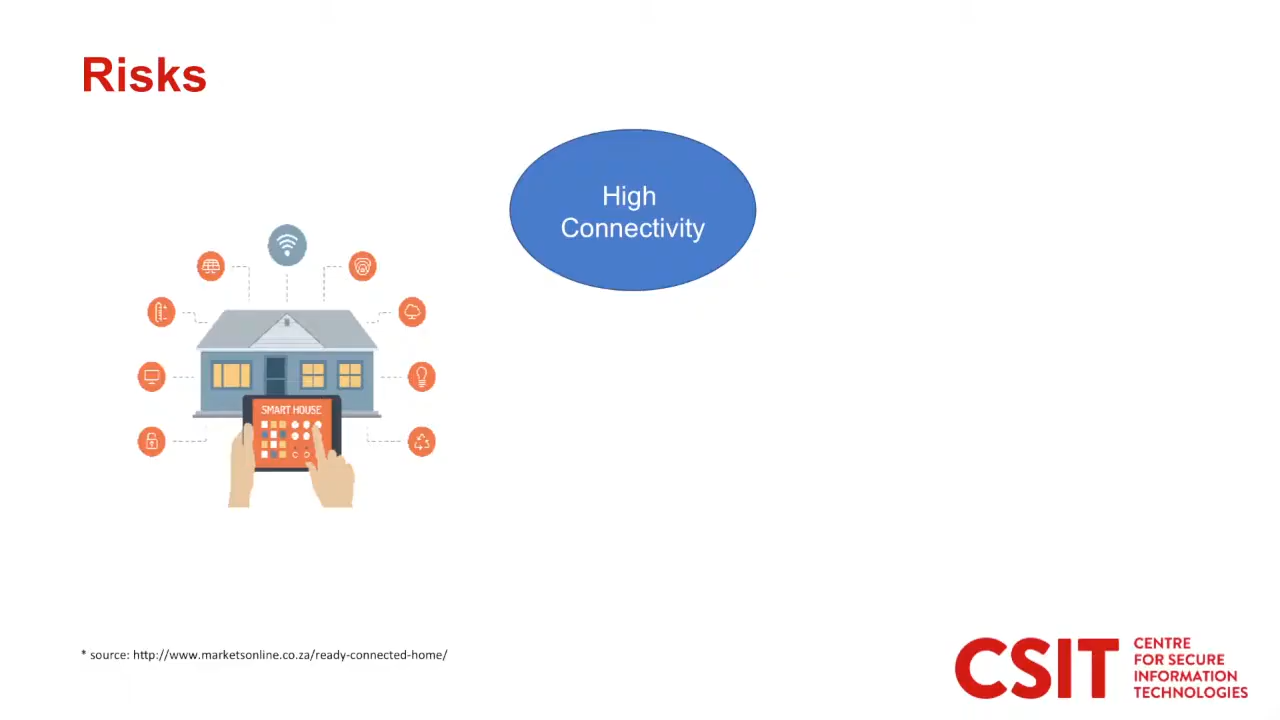 Risks
High
Connectivity
SMART HOUSE
* source: http://www.marketsonline.co.za/ready-connected-home/
CSIT
CENTRE
FOR SECURE
INFORMATION
TECHNOLOGIES